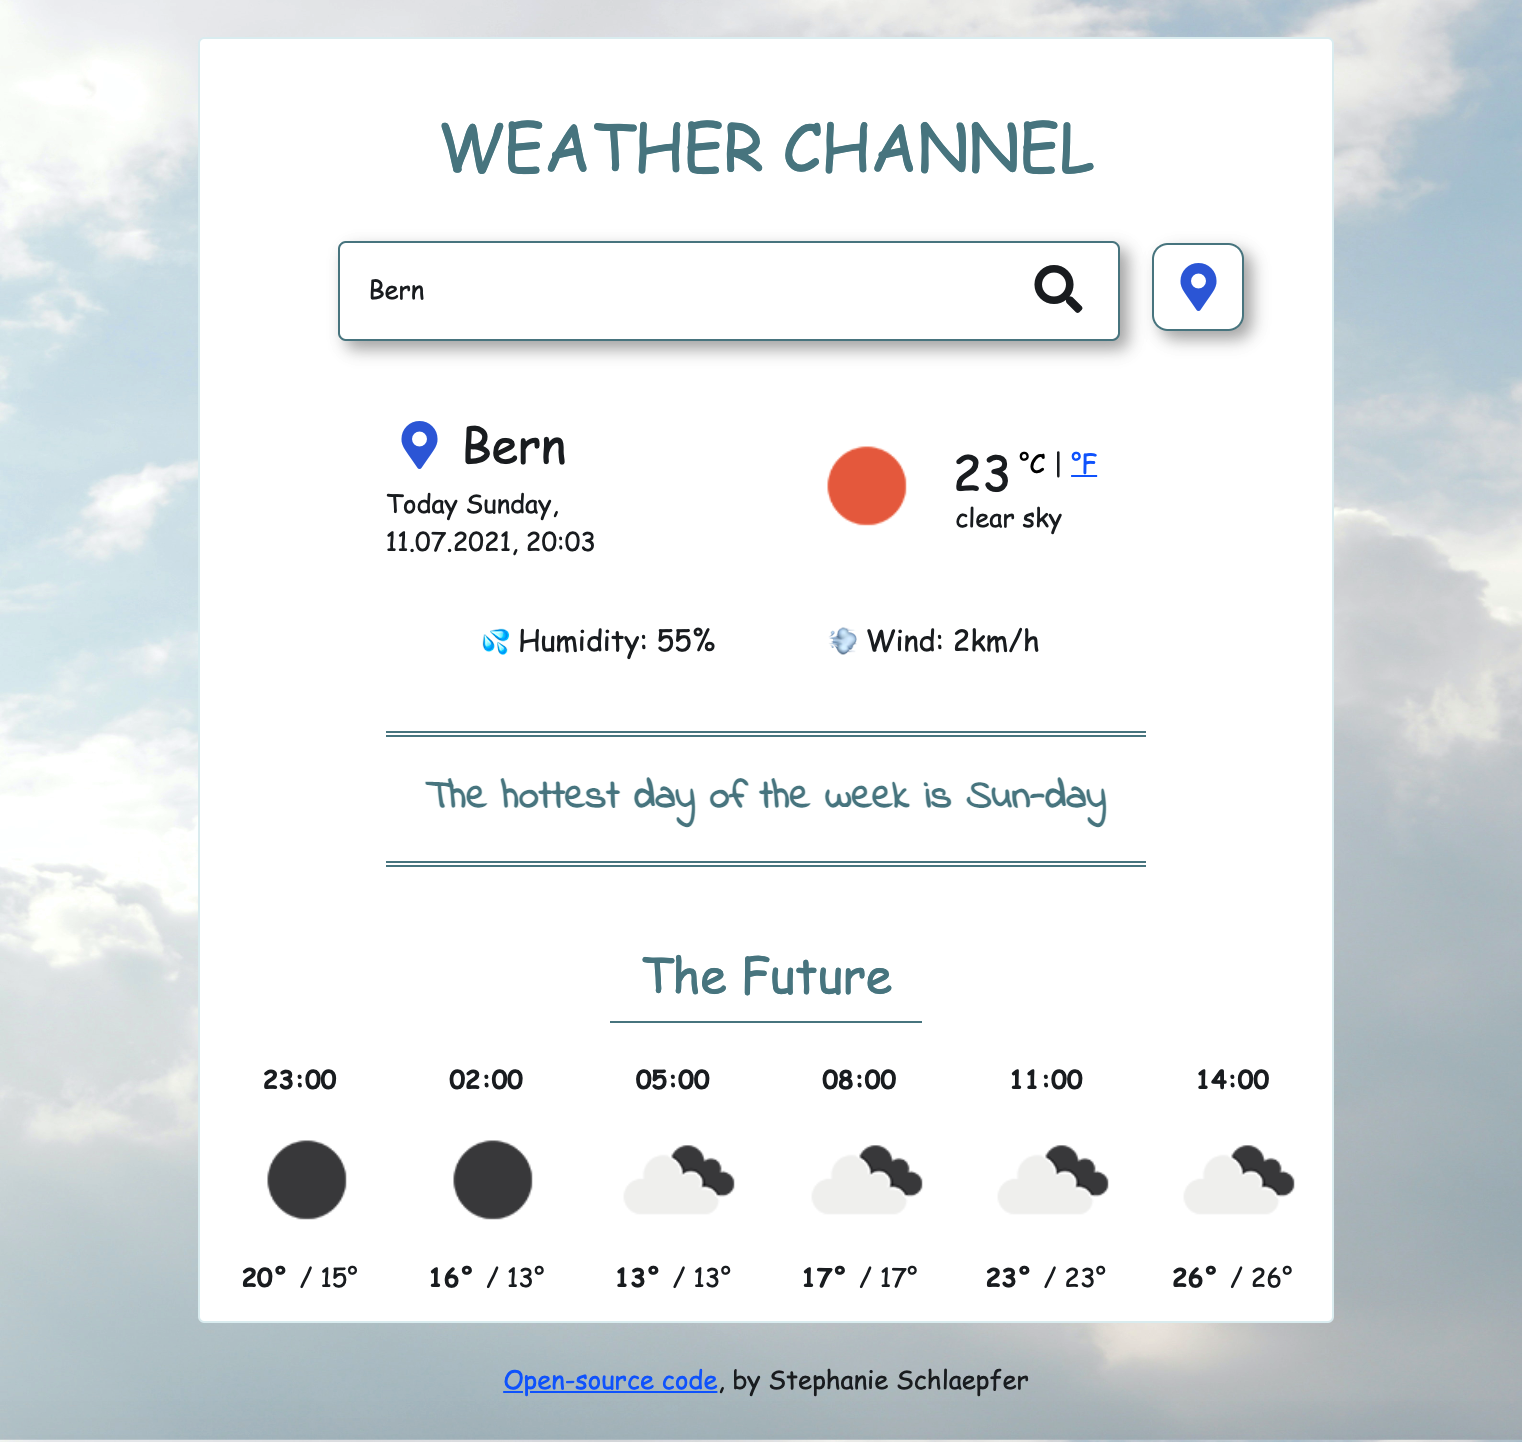 WEATHER CHANNEL
Bern
Bern
Today Sunday,
11.07.2021, 20:03
23 °C | °F
clear sky
💦 Humidity: 55%
💨 Wind: 2km/h
The hottest day of the week is Sun-day
The Future
23:00 02:00 05:00 08:00 11:00 14:00
20° / 15° 16° / 13° 13° / 13° 17° / 17° 23° / 23° 26° / 26°
Open-source code, by Stephanie Schlaepfer